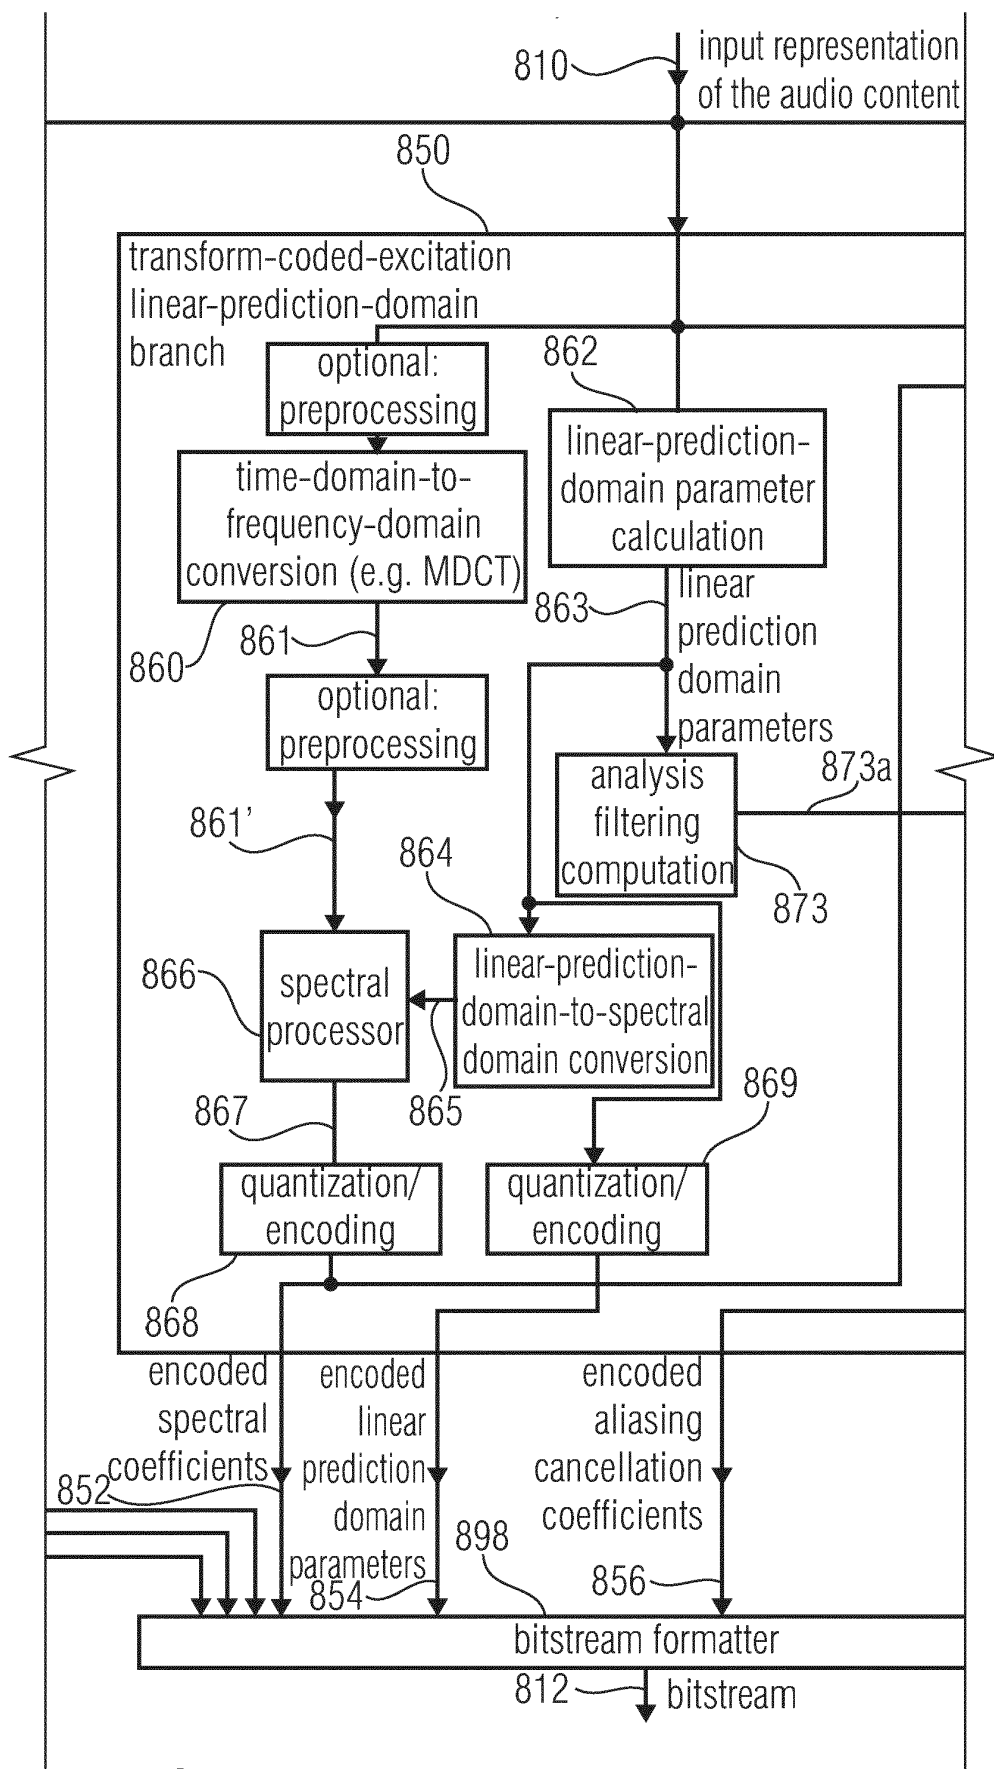 810
input representation
of the audio content
850
transform-coded-excitation
linear-prediction-domain
branch
optional:
preprocessing
862
linear-prediction-
domain parameter
calculation
time-domain-to-
frequency-domain
conversion (e.g. MDCT)
860
861
863
linear
prediction
domain
parameters
optional:
preprocessing
861'
analysis
filtering
computation
873a
873
864
866
spectral
processor
linear-prediction-
domain-to-spectral
domain conversion
865
867
869
quantization/
encoding
quantization/
encoding
868
encoded
spectral
coefficients
852
encoded
linear
prediction
domain
parameters
854
encoded
aliasing
cancellation
coefficients
856
898
bitstream formatter
812
bitstream